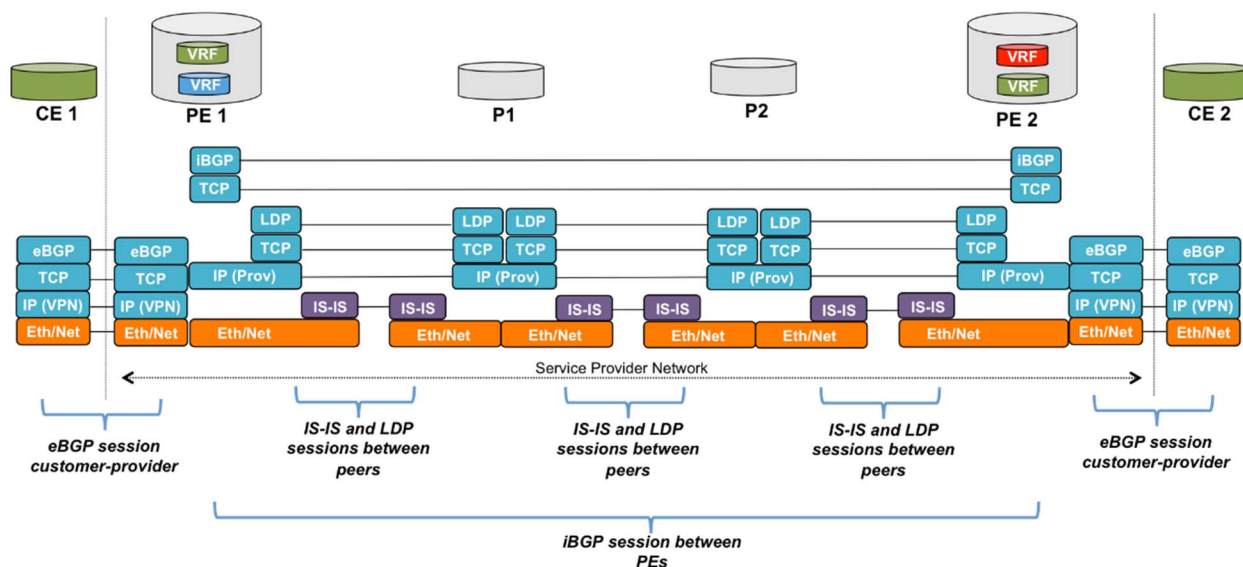 VRF
VRF
VRF
VRF
CE 1
PE 1
P1
P2
PE 2
CE 2
iBGP
iBGP
TCP
TCP
LDP
LDP
LDP
LDP
LDP
LDP
eBGP
eBGP
TCP
TCP
TCP
TCP
TCP
TCP
eBGP
eBGP
TCP
TCP
IP (Prov)
IP (Prov)
IP (Prov)
IP (Prov)
TCP
TCP
IP (VPN)
IP (VPN)
IS-IS
IS-IS
IS-IS
IS-IS
IS-IS
IS-IS
IP (VPN)
IP (VPN)
Eth/Net
Eth/Net
Eth/Net
Eth/Net
Eth/Net
Eth/Net
Eth/Net
Eth/Net
Eth/Net
Eth/Net
Service Provider Network
eBGP session
customer-provider
IS-IS and LDP
sessions between
peers
IS-IS and LDP
sessions between
peers
IS-IS and LDP
sessions between
peers
eBGP session
customer-provider
iBGP session between
PEs